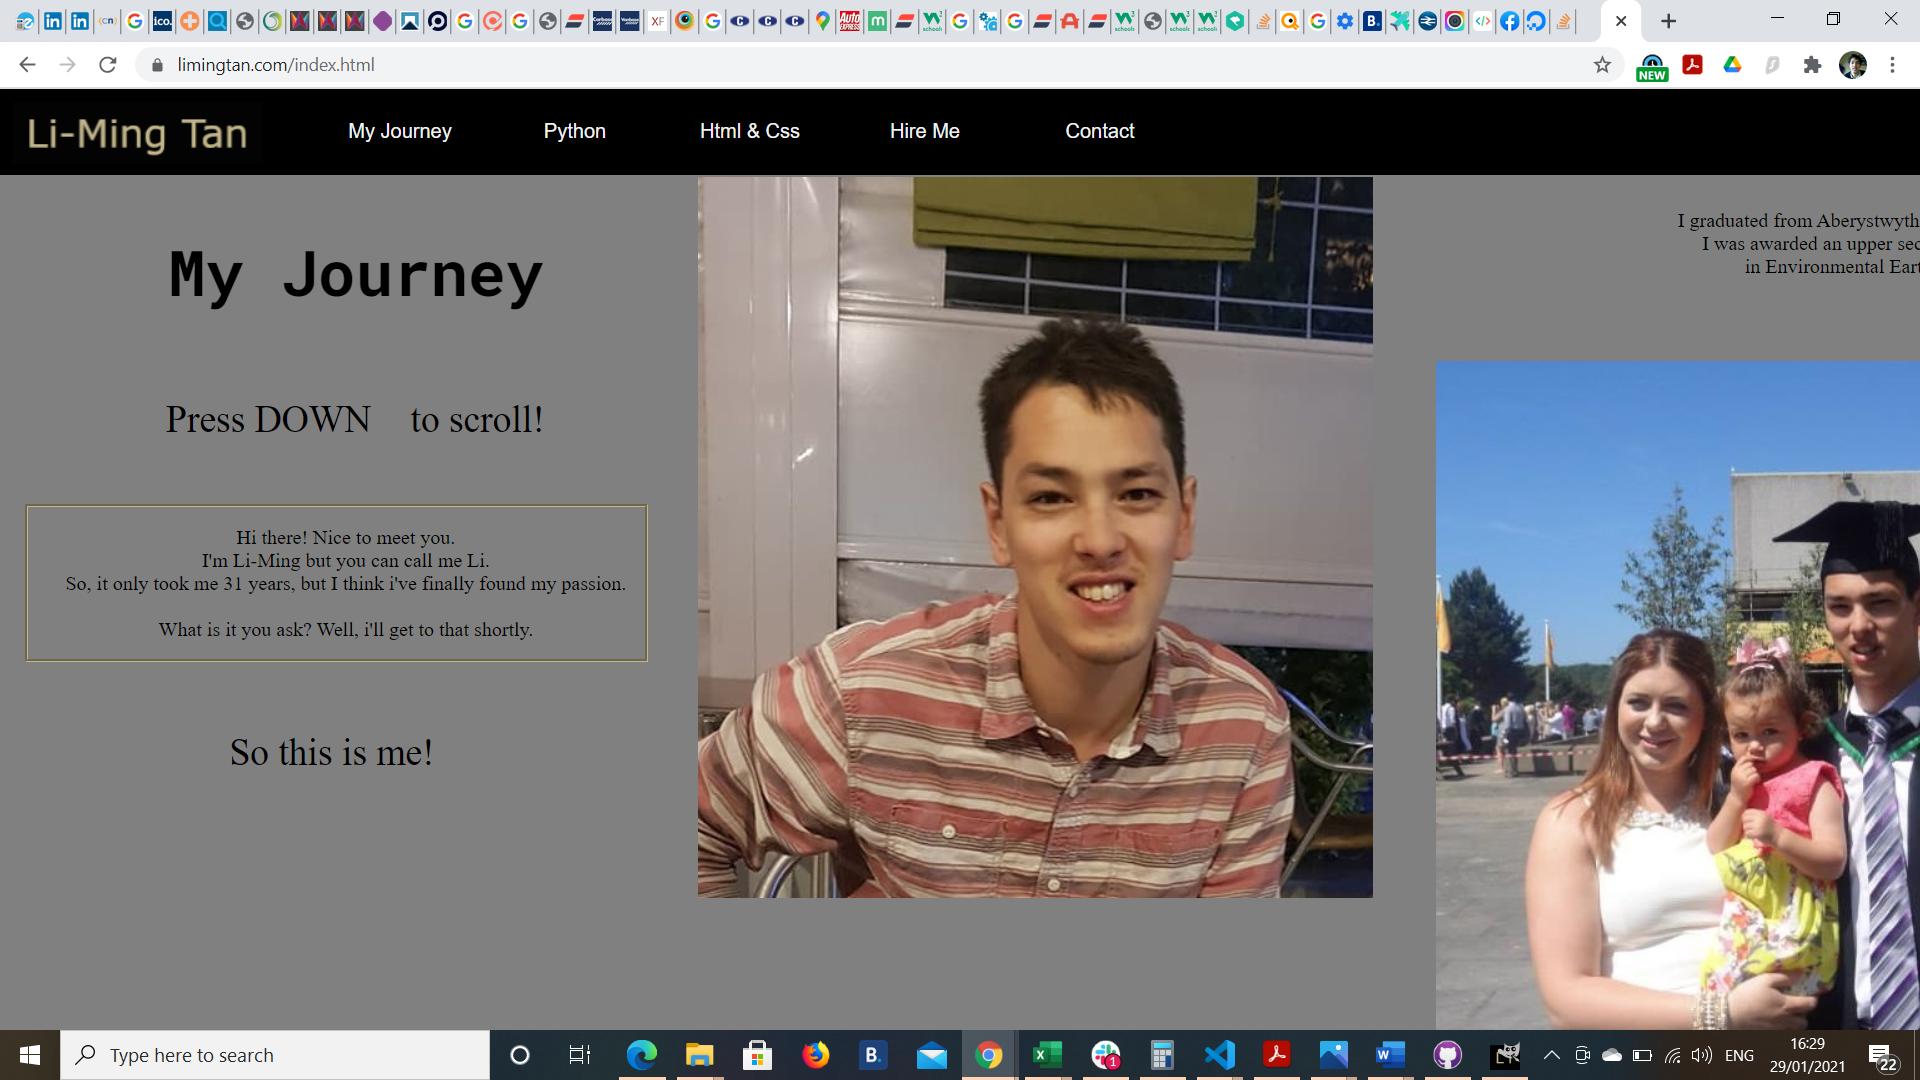 limingtan.com/index.html
NEW
Li-Ming Tan
My Journey
Python
Html & Css
Hire Me
Contact
My Journey
Press DOWN to scroll!
Hi there! Nice to meet you.
I'm Li-Ming but you can call me Li.
So, it only took me 31 years, but I think i've finally found my passion.
What is it you ask? Well, i'll get to that shortly.
So this is me!
I graduated from Aberystwyth
I was awarded an upper sec
in Environmental Eart
Type here to search
ENG
16:29
29/01/2021
22